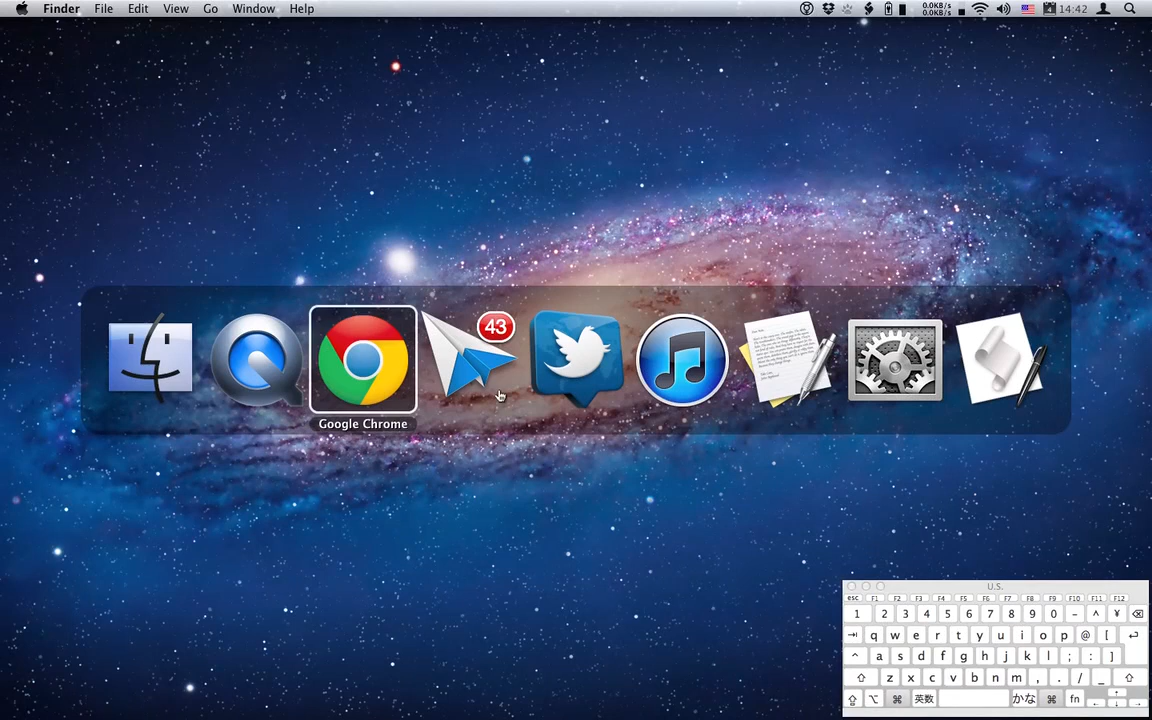 Finder File Edit View Go Window Help 0.0KB/s 0.0KB/s 4 14:42
43
Google Chrome
U.S.
esc F1 F2 F3 F4 F5 F6 F7 F8 F9 F10 F11 F12
1 2 3 4 5 6 7 8 9 0 - ^ ¥
q w e r t y u i o p @ [
^ a s d f g h j k l ; : ]
z x c v b n m , . / _
⌥ ⌘ 英数 かな ⌘ fn